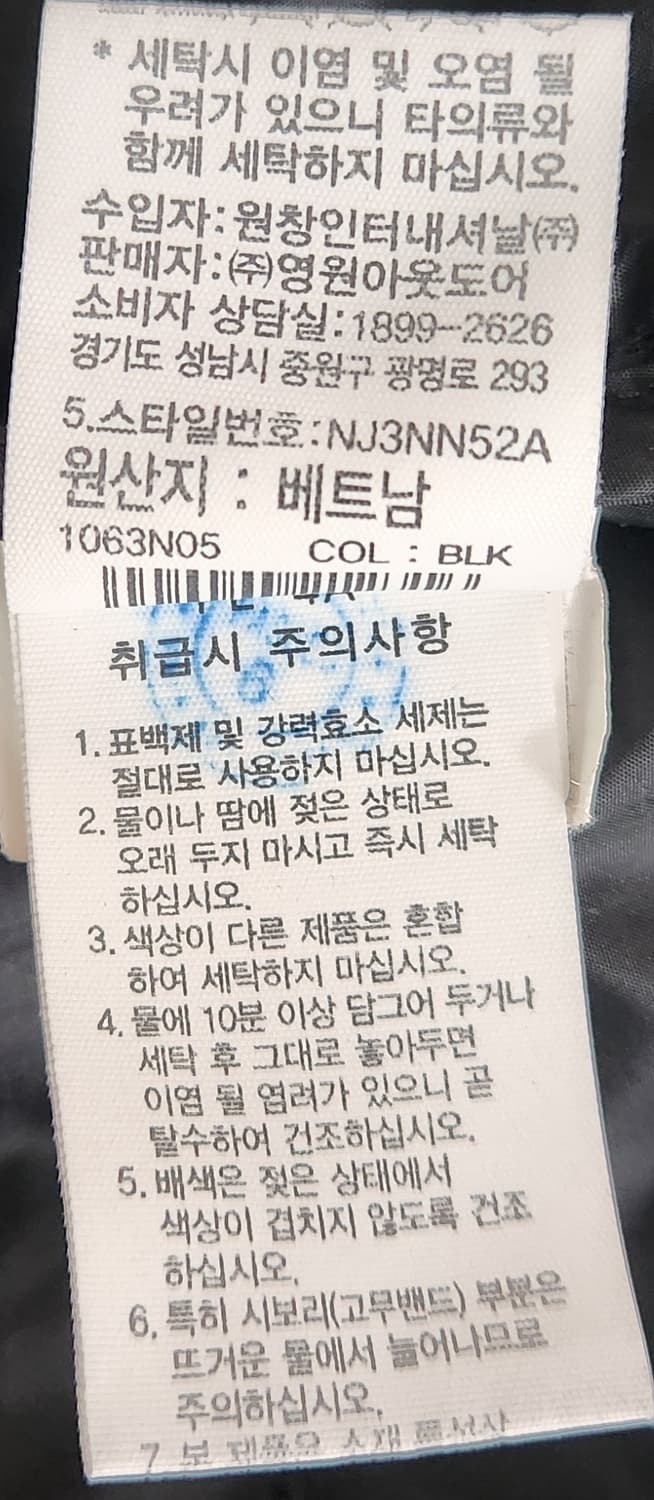 * 세탁시 이염 및 오염 될
우려가 있으니 타의류와
함께 세탁하지 마십시오.
수입자:원창인터내셔날㈜
판매자:㈜영원아웃도어
소비자 상담실:1899-2626
경기도 성남시 중원구 광명로 293
5.스타일번호:NJ3NN52A
원산지 : 베트남
1063N05 COL : BLK
취급시 주의사항
1. 표백제 및 강력효소 세제는
절대로 사용하지 마십시오.
2. 물이나 땀에 젖은 상태로
오래 두지 마시고 즉시 세탁
하십시오.
3. 색상이 다른 제품은 혼합
하여 세탁하지 마십시오.
4. 물에 10분 이상 담그어 두거나
세탁 후 그대로 놓아두면
이염 될 염려가 있으니 곧
탈수하여 건조하십시오.
5. 배색은 젖은 상태에서
색상이 겹치지 않도록 건조
하십시오.
6. 특히 시보리(고무밴드) 부분은
뜨거운 물에서 늘어나므로
주의하십시오.
7 본 제품은 소재